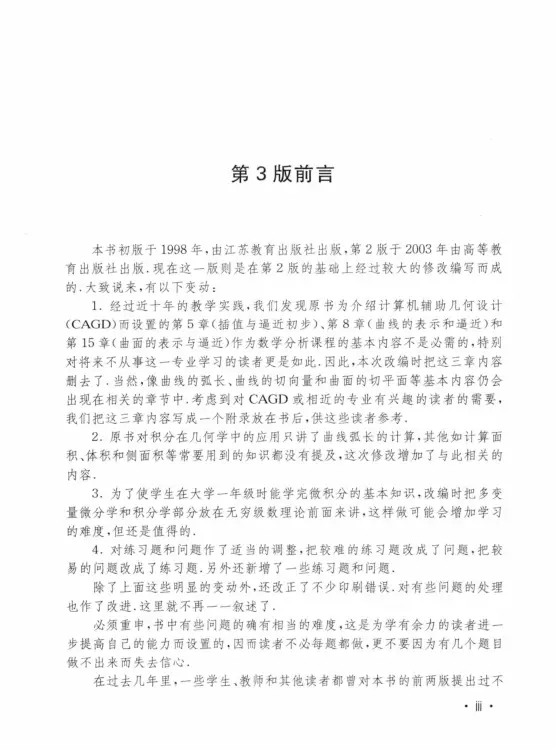 第 3 版前言
本书初版于 1998 年,由江苏教育出版社出版,第 2 版于 2003 年由高等教
育出版社出版.现在这一版则是在第 2 版的基础上经过较大的修改编写而成
的.大致说来,有以下变动:
1. 经过近十年的教学实践,我们发现原书为介绍计算机辅助几何设计
(CAGD)而设置的第 5 章(插值与逼近初步)、第 8 章(曲线的表示和逼近)和
第 15 章(曲面的表示与逼近)作为数学分析课程的基本内容不是必需的,特别
对将来不从事这一专业学习的读者更是如此.因此,本次改编时把这三章内容
删去了.当然,像曲线的弧长、曲线的切向量和曲面的切平面等基本内容仍会
出现在相关的章节中.考虑到对 CAGD 或相近的专业有兴趣的读者的需要,
我们把这三章内容写成一个附录放在书后,供这些读者参考.
2. 原书对积分在几何学中的应用只讲了曲线弧长的计算,其他如计算面
积、体积和侧面积等常要用到的知识都没有提及,这次修改增加了与此相关的
内容.
3. 为了使学生在大学一年级时能学完微积分的基本知识,改编时把多变
量微分学和积分学部分放在无穷级数理论前面来讲,这样做可能会增加学习
的难度,但还是值得的.
4. 对练习题和问题作了适当的调整,把较难的练习题改成了问题,把较
易的问题改成了练习题.另外还新增了一些练习题和问题.
除了上面这些明显的变动外,还改正了不少印刷错误.对有些问题的处理
也作了改进.这里就不再一一叙述了.
必须重申,书中有些问题的确有相当的难度,这是为学有余力的读者进一
步提高自己的能力而设置的,因而读者不必每题都做,更不要因为有几个题目
做不出来而失去信心.
在过去几年里,一些学生、教师和其他读者都曾对本书的前两版提出过不
• iii •